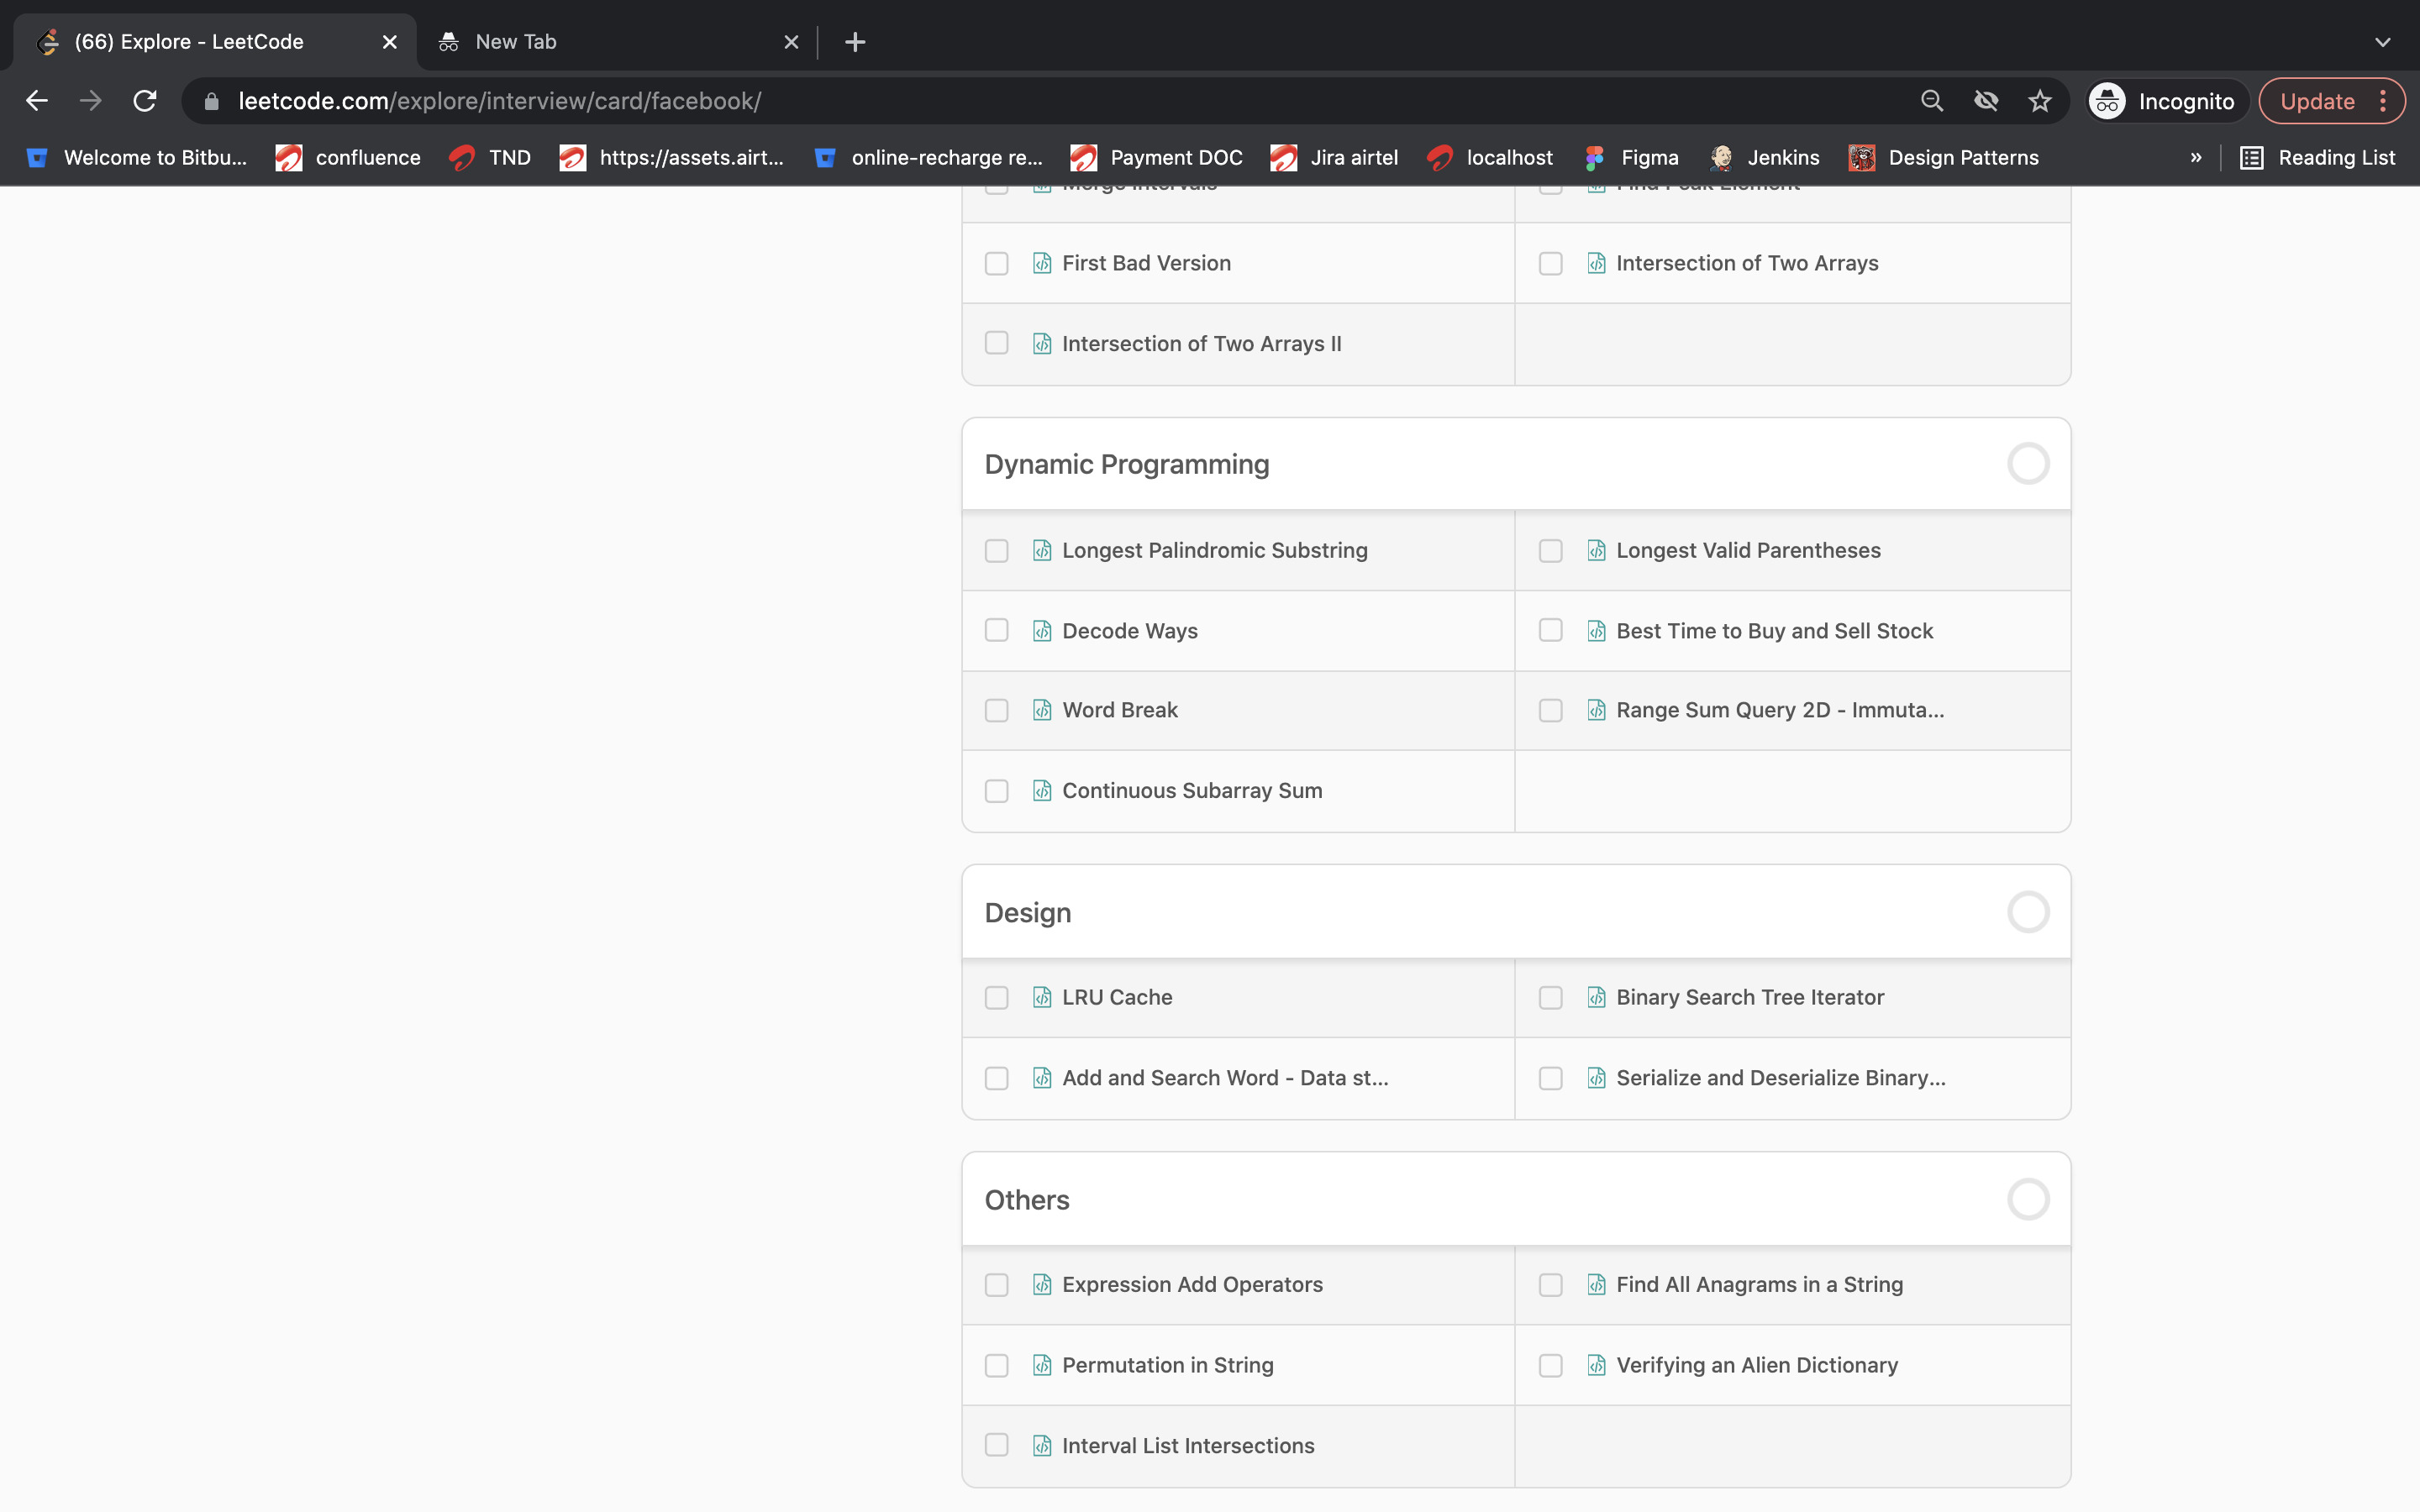 (66) Explore - LeetCode
New Tab
leetcode.com/explore/interview/card/facebook/
Incognito
Update
Welcome to Bitbu...
confluence
TND
https://assets.airt...
online-recharge re...
Payment DOC
Jira airtel
localhost
Figma
Jenkins
Design Patterns
»
Reading List
Merge Intervals
Find Peak Element
First Bad Version
Intersection of Two Arrays
Intersection of Two Arrays II
Dynamic Programming
Longest Palindromic Substring
Longest Valid Parentheses
Decode Ways
Best Time to Buy and Sell Stock
Word Break
Range Sum Query 2D - Immuta...
Continuous Subarray Sum
Design
LRU Cache
Binary Search Tree Iterator
Add and Search Word - Data st...
Serialize and Deserialize Binary...
Others
Expression Add Operators
Find All Anagrams in a String
Permutation in String
Verifying an Alien Dictionary
Interval List Intersections